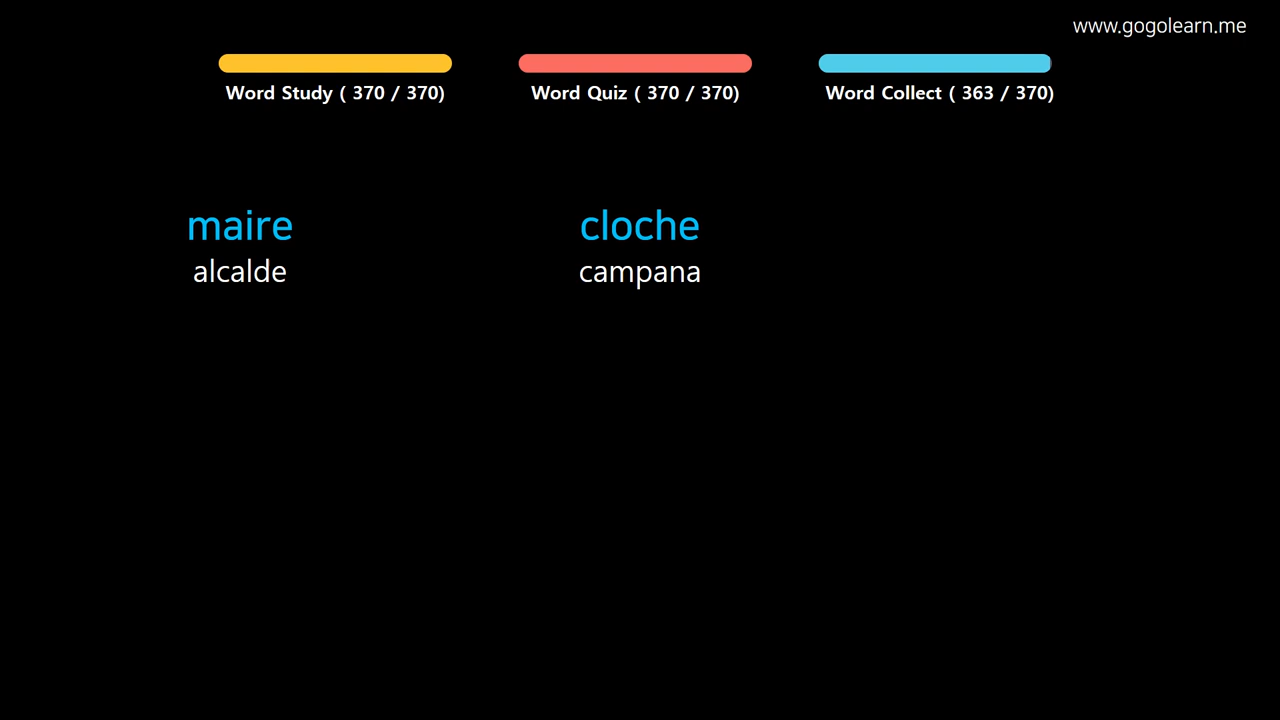 www.gogolearn.me
Word Study ( 370 / 370)
Word Quiz ( 370 / 370)
Word Collect ( 363 / 370)
maire
alcalde
cloche
campana